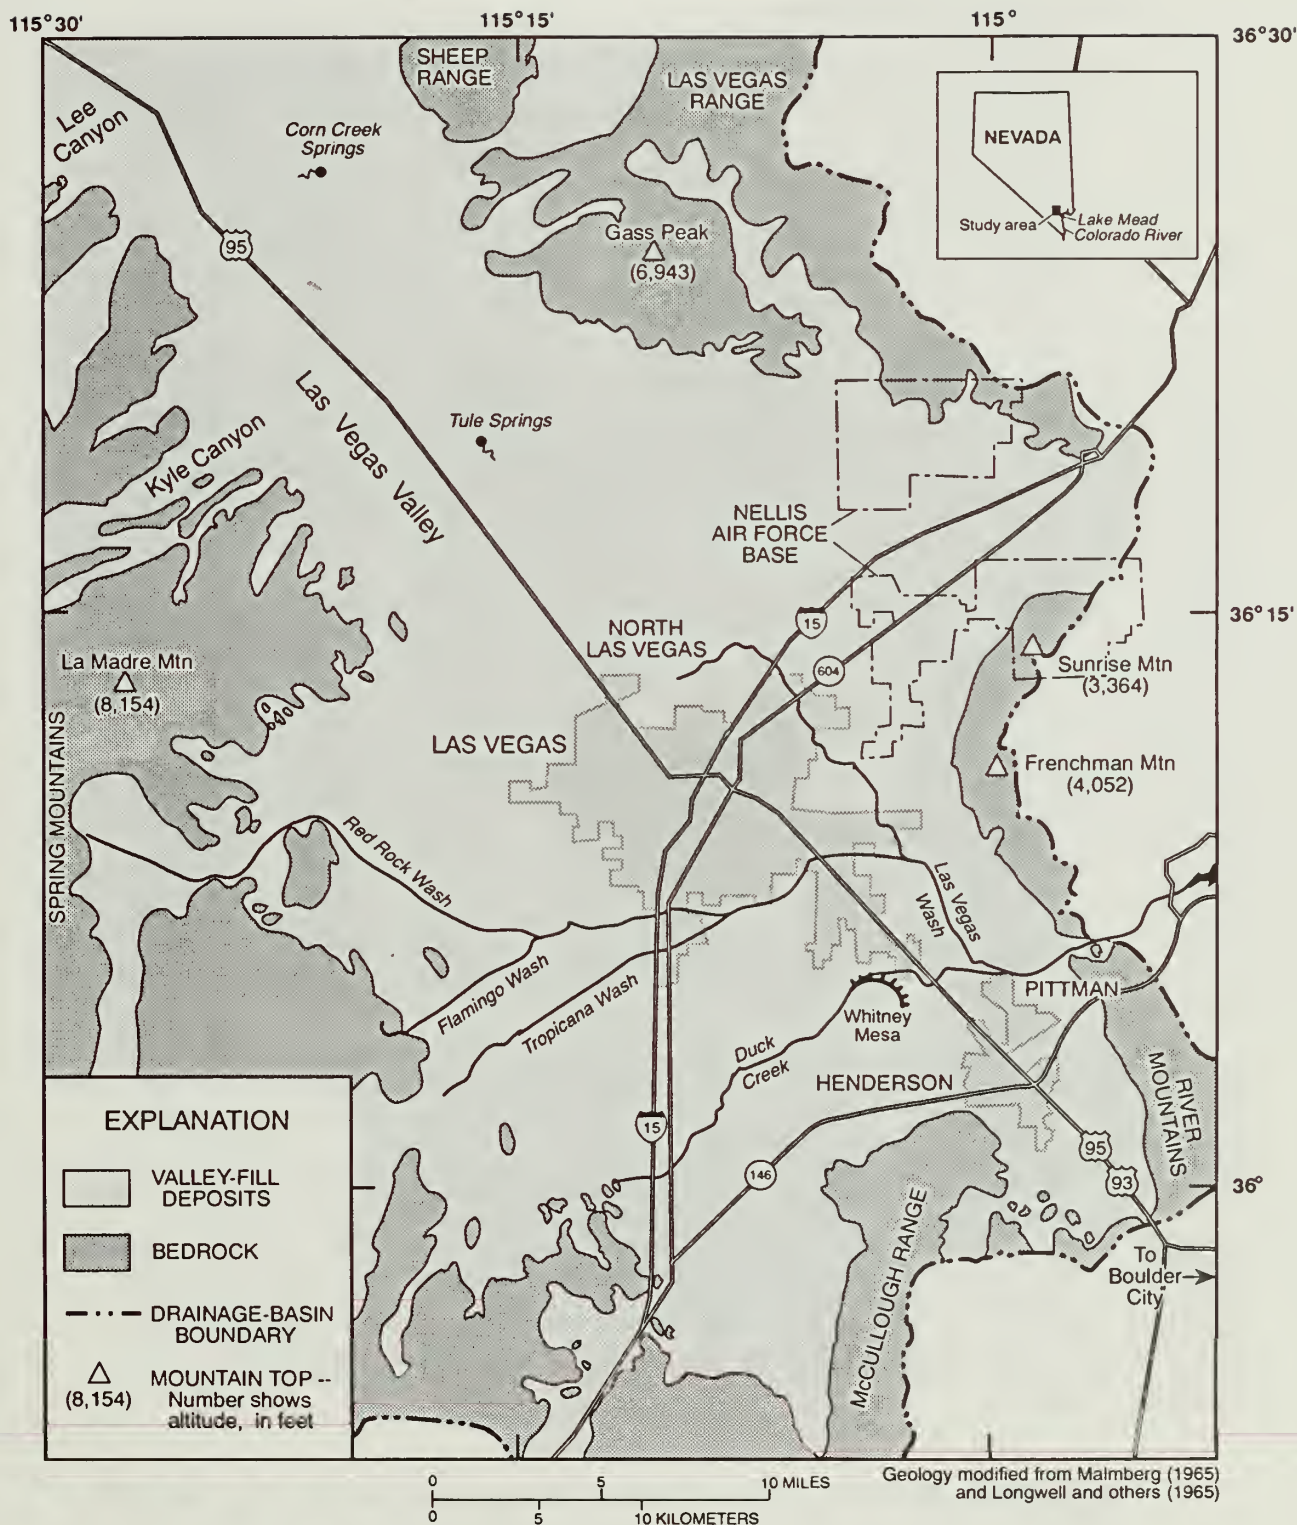 115°30'
115°15'
115°
36°30'
SHEEP
RANGE
LAS VEGAS
RANGE
Lee
Canyon
Corn Creek
Springs
NEVADA
Study area
Lake Mead
Colorado River
95
Gass Peak
(6,943)
Las Vegas Valley
Tule Springs
Kyle Canyon
NELLIS
AIR FORCE
BASE
36°15'
15
NORTH
LAS VEGAS
604
La Madre Mtn
(8,154)
Sunrise Mtn
(3,364)
SPRING MOUNTAINS
LAS VEGAS
Frenchman Mtn
(4,052)
Red Rock Wash
Las Vegas
Wash
Flamingo Wash
Tropicana Wash
PITTMAN
Whitney
Mesa
Duck
Creek
HENDERSON
RIVER
MOUNTAINS
15
95
93
146
36°
McCULLOUGH RANGE
To
Boulder
City
EXPLANATION
VALLEY-FILL
DEPOSITS
BEDROCK
DRAINAGE-BASIN
BOUNDARY
(8,154)
MOUNTAIN TOP --
Number shows
altitude, in feet
0 5 10 MILES
0 5 10 KILOMETERS
Geology modified from Malmberg (1965)
and Longwell and others (1965)